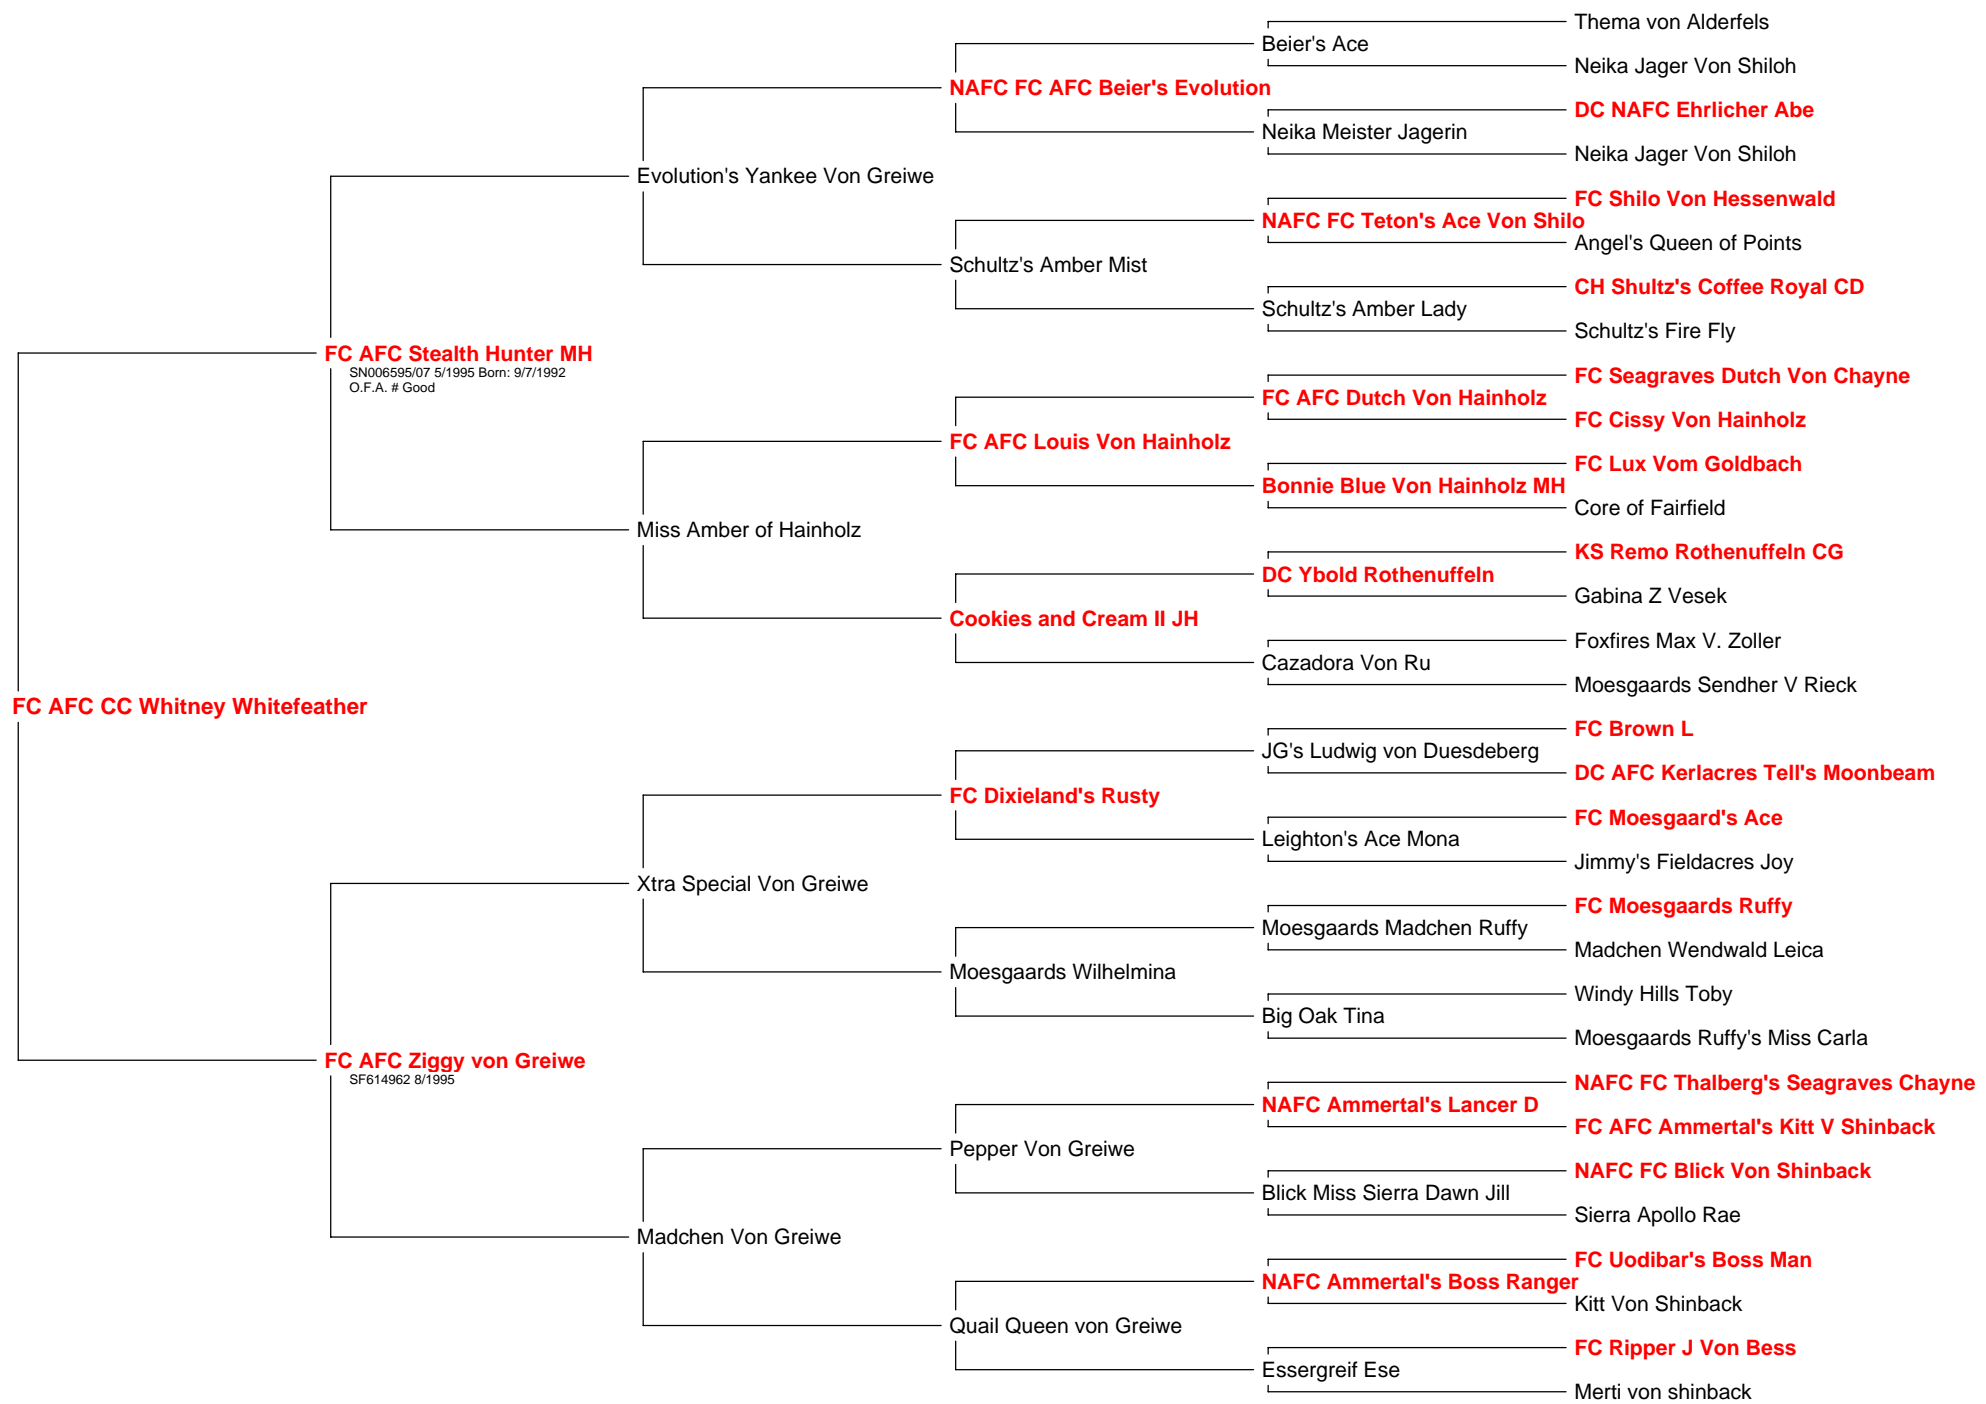 Thema von Alderfels
Beier's Ace
Neika Jager Von Shiloh
NAFC FC AFC Beier's Evolution
DC NAFC Ehrlicher Abe
Neika Meister Jagerin
Neika Jager Von Shiloh
Evolution's Yankee Von Greiwe
FC Shilo Von Hessenwald
NAFC FC Teton's Ace Von Shilo
Angel's Queen of Points
Schultz's Amber Mist
CH Shultz's Coffee Royal CD
Schultz's Amber Lady
Schultz's Fire Fly
FC AFC Stealth Hunter MH
SN006595/07 5/1995 Born: 9/7/1992
O.F.A. # Good
FC Seagraves Dutch Von Chayne
FC AFC Dutch Von Hainholz
FC Cissy Von Hainholz
FC AFC Louis Von Hainholz
FC Lux Vom Goldbach
Bonnie Blue Von Hainholz MH
Core of Fairfield
Miss Amber of Hainholz
KS Remo Rothenuffeln CG
DC Ybold Rothenuffeln
Gabina Z Vesek
Cookies and Cream II JH
Foxfires Max V. Zoller
Cazadora Von Ru
Moesgaards Sendher V Rieck
FC AFC CC Whitney Whitefeather
FC Brown L
JG's Ludwig von Duesdeberg
DC AFC Kerlacres Tell's Moonbeam
FC Dixieland's Rusty
FC Moesgaard's Ace
Leighton's Ace Mona
Jimmy's Fieldacres Joy
Xtra Special Von Greiwe
FC Moesgaards Ruffy
Moesgaards Madchen Ruffy
Madchen Wendwald Leica
Moesgaards Wilhelmina
Windy Hills Toby
Big Oak Tina
Moesgaards Ruffy's Miss Carla
FC AFC Ziggy von Greiwe
SF614962 8/1995
NAFC FC Thalberg's Seagraves Chayne
NAFC Ammertal's Lancer D
FC AFC Ammertal's Kitt V Shinback
Pepper Von Greiwe
NAFC FC Blick Von Shinback
Blick Miss Sierra Dawn Jill
Sierra Apollo Rae
Madchen Von Greiwe
FC Uodibar's Boss Man
NAFC Ammertal's Boss Ranger
Kitt Von Shinback
Quail Queen von Greiwe
FC Ripper J Von Bess
Essergreif Ese
Merti von shinback